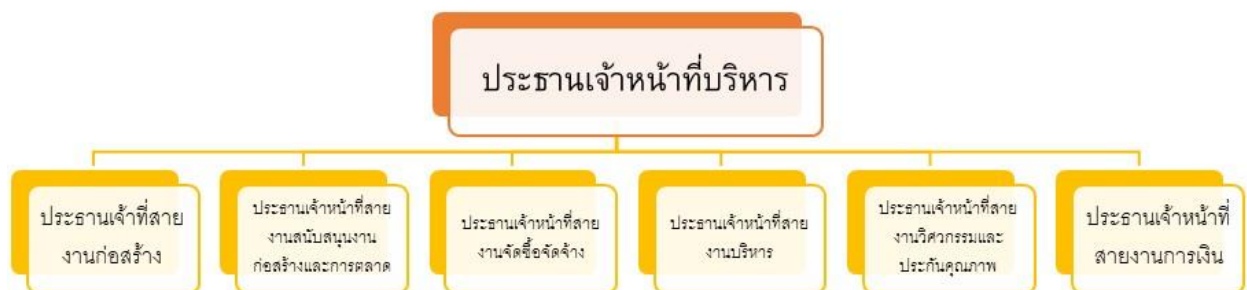 ประธานเจ้าหน้าที่บริหาร
ประธานเจ้าที่สาย
งานก่อสร้าง
ประธานเจ้าหน้าที่สาย
งานสนับสนุนงาน
ก่อสร้างและการตลาด
ประธานเจ้าหน้าที่สาย
งานจัดซื้อจัดจ้าง
ประธานเจ้าหน้าที่สาย
งานบริหาร
ประธานเจ้าหน้าที่สาย
งานวิศวกรรมและ
ประกันคุณภาพ
ประธานเจ้าหน้าที่
สายงานการเงิน